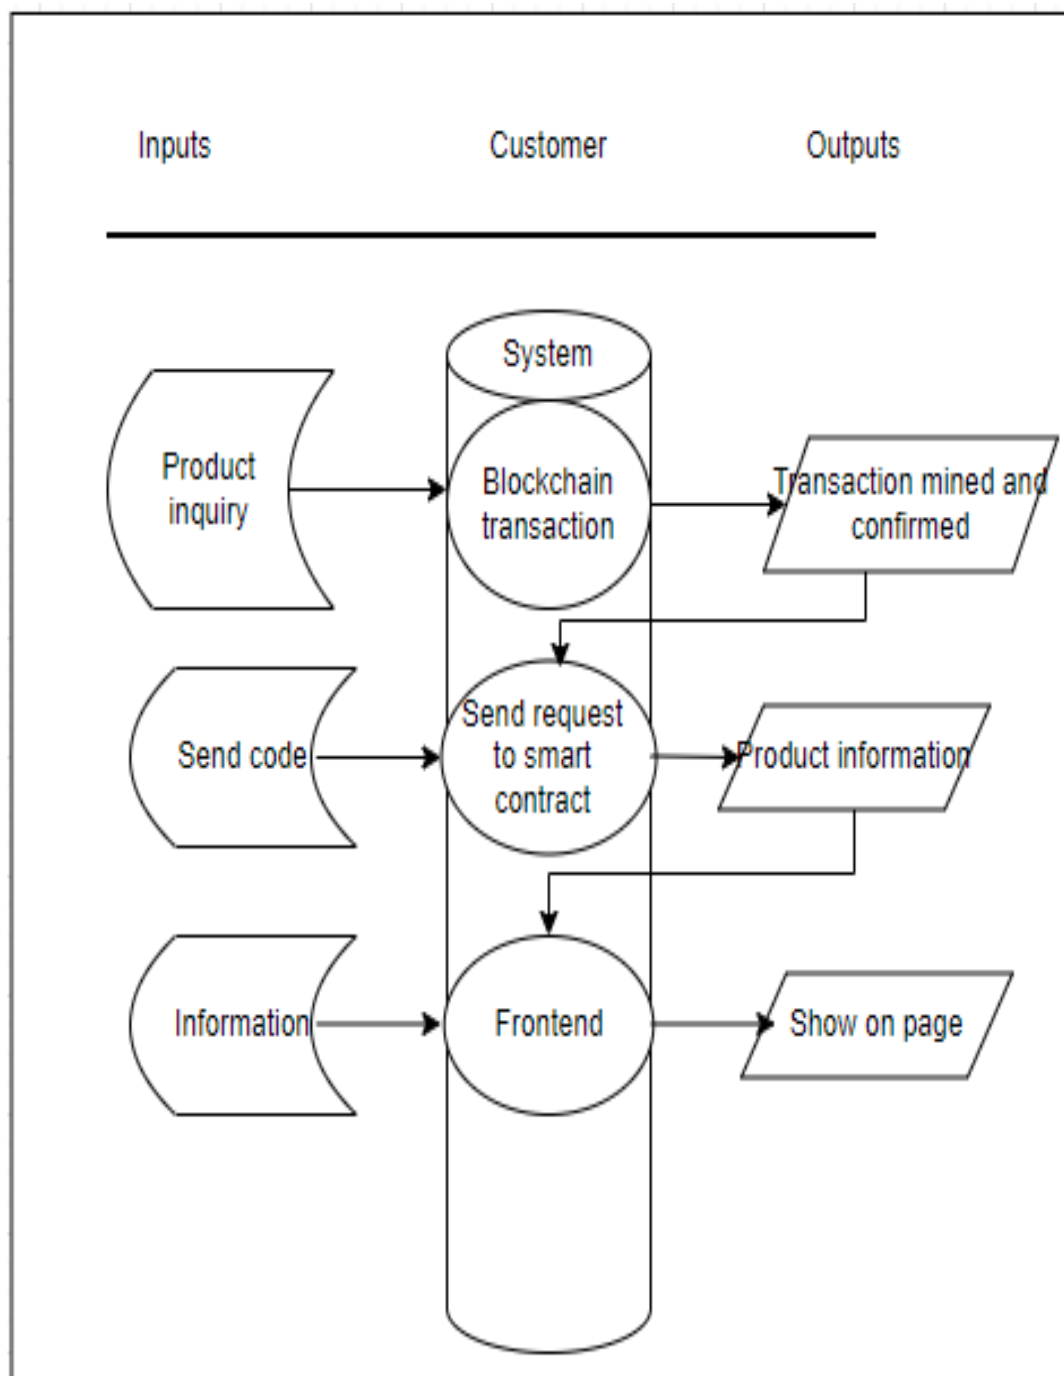 Inputs
Customer
Outputs
System
Product
inquiry
Blockchain
transaction
Transaction mined and
confirmed
Send code
Send request
to smart
contract
Product information
Information
Frontend
Show on page